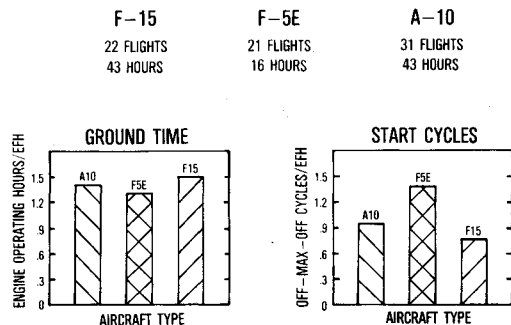 F-15 F-5E A-10
22 FLIGHTS 21 FLIGHTS 31 FLIGHTS
43 HOURS 16 HOURS 43 HOURS
GROUND TIME
ENGINE OPERATING HOURS/EFH
1.5
1.2
.9
.6
.3
0
A10
F5E
F15
AIRCRAFT TYPE
START CYCLES
OFF-MAX-OFF CYCLES/EFH
1.5
1.2
.9
.6
.3
0
A10
F5E
F15
AIRCRAFT TYPE